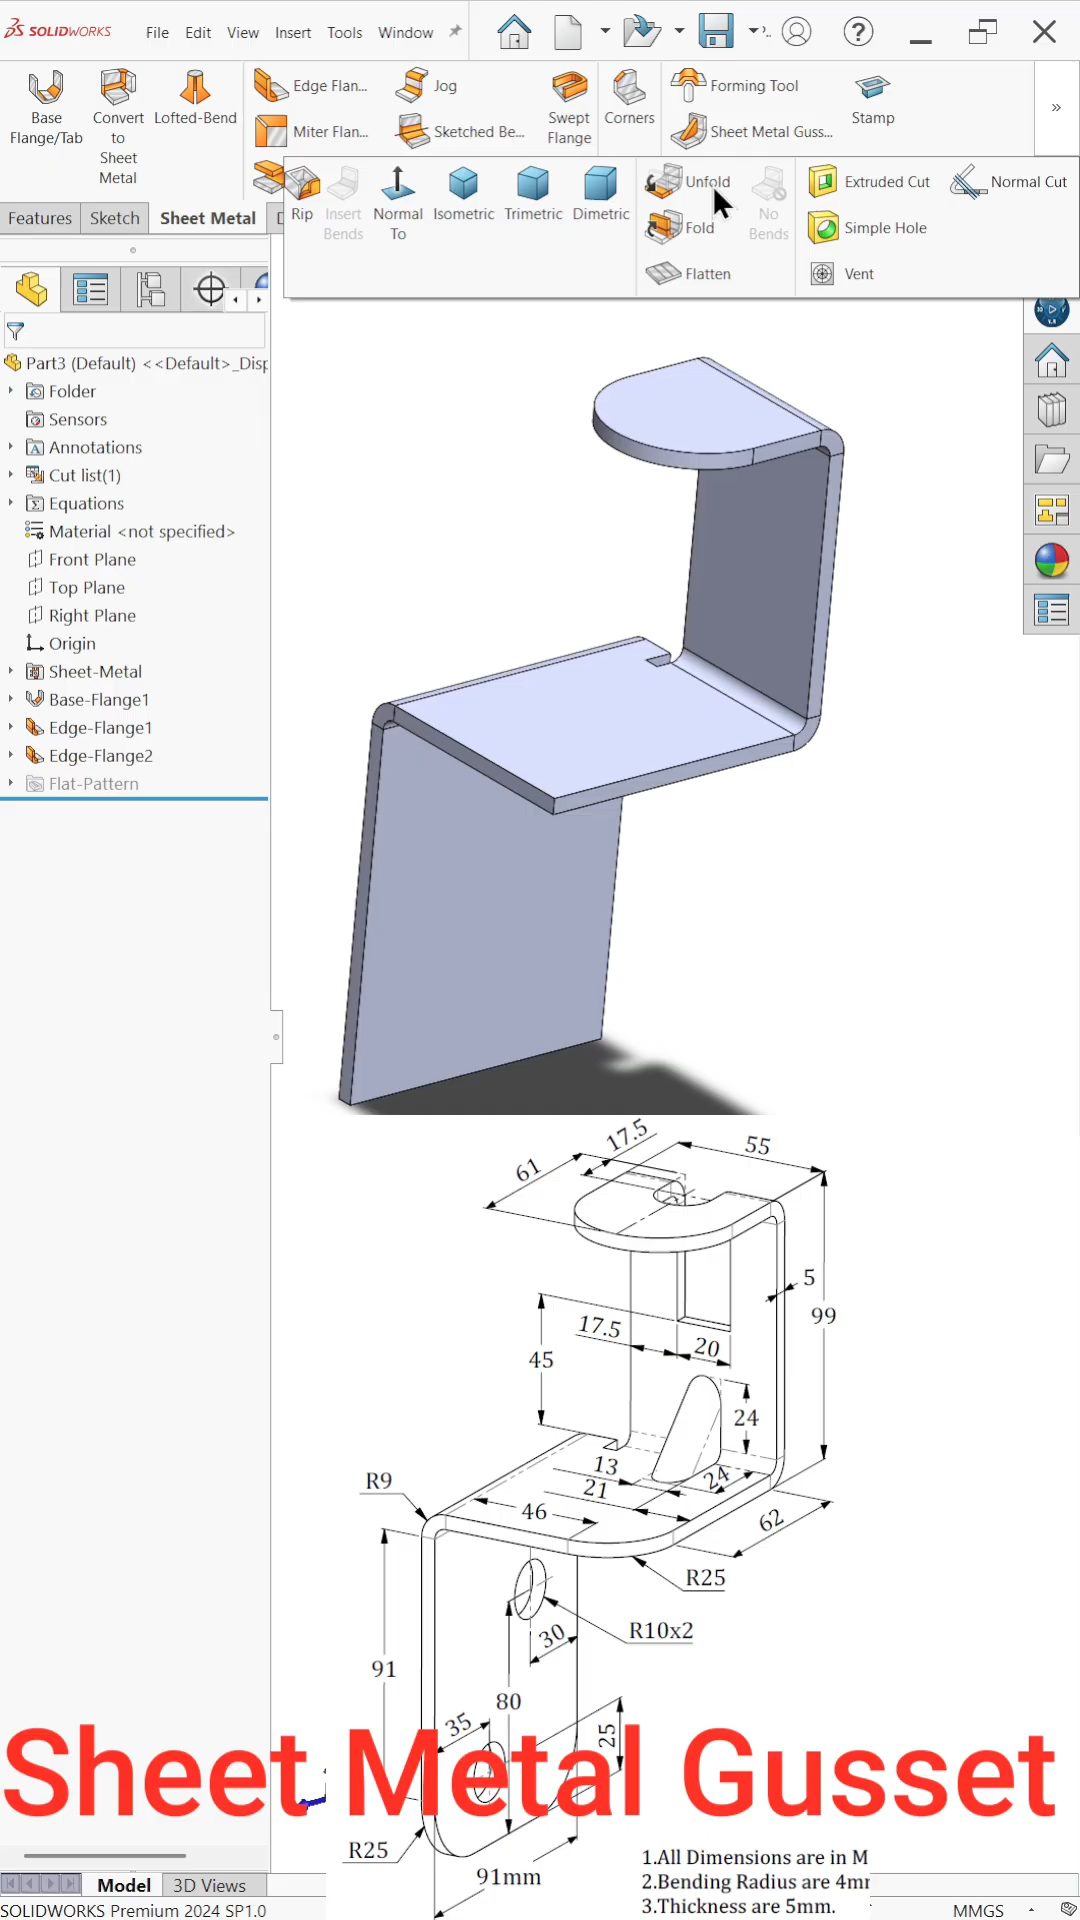 SOLIDWORKS File Edit View Insert Tools Window
Base Flange/Tab
Convert to Sheet Metal
Lofted-Bend
Edge Flan...
Miter Flan...
Jog
Sketched Be...
Swept Flange
Corners
Forming Tool
Sheet Metal Guss...
Stamp
Rip
Insert Bends
Normal To
Isometric
Trimetric
Dimetric
Unfold
Fold
Flatten
No Bends
Extruded Cut
Simple Hole
Vent
Normal Cut
Features Sketch Sheet Metal
Part3 (Default) <<Default>_Disp
Folder
Sensors
Annotations
Cut list(1)
Equations
Material <not specified>
Front Plane
Top Plane
Right Plane
Origin
Sheet-Metal
Base-Flange1
Edge-Flange1
Edge-Flange2
Flat-Pattern
17.5
55
61
5
99
17.5
20
45
24
13
24
21
R9
46
62
R25
R10x2
30
91
80
35
25
Sheet Metal Gusset
R25
91mm
1.All Dimensions are in M
2.Bending Radius are 4mm
3.Thickness are 5mm.
Model 3D Views
SOLIDWORKS Premium 2024 SP1.0 MMGS